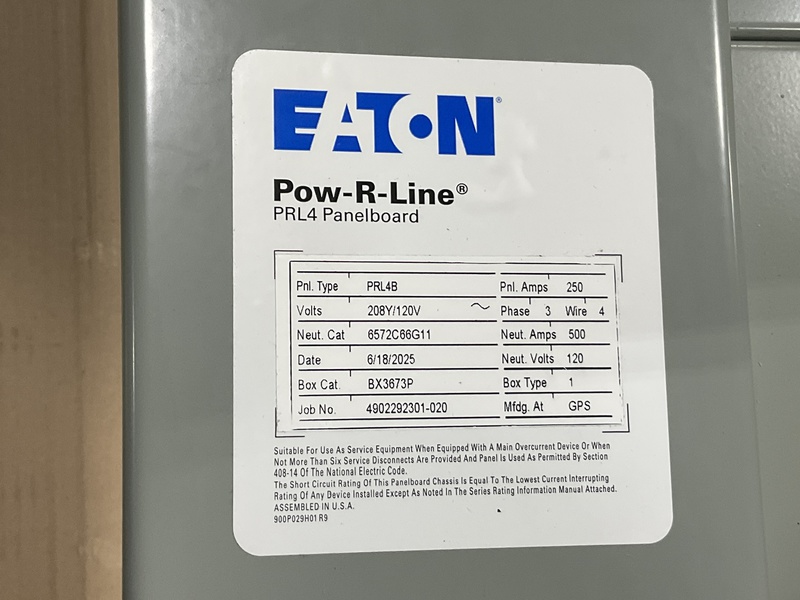 EATON®
Pow-R-Line®
PRL4 Panelboard
Pnl. Type PRL4B Pnl. Amps 250
Volts 208Y/120V ~ Phase 3 Wire 4
Neut. Cat 6572C66G11 Neut. Amps 500
Date 6/18/2025 Neut. Volts 120
Box Cat. BX3673P Box Type 1
Job No. 4902292301-020 Mfdg. At GPS
Suitable For Use As Service Equipment When Equipped With A Main Overcurrent Device Or When
Not More Than Six Service Disconnects Are Provided And Panel Is Used As Permitted By Section
408-14 Of The National Electric Code.
The Short Circuit Rating Of This Panelboard Chassis Is Equal To The Lowest Current Interrupting
Rating Of Any Device Installed Except As Noted In The Series Rating Information Manual Attached.
ASSEMBLED IN U.S.A.
900P029H01 R9